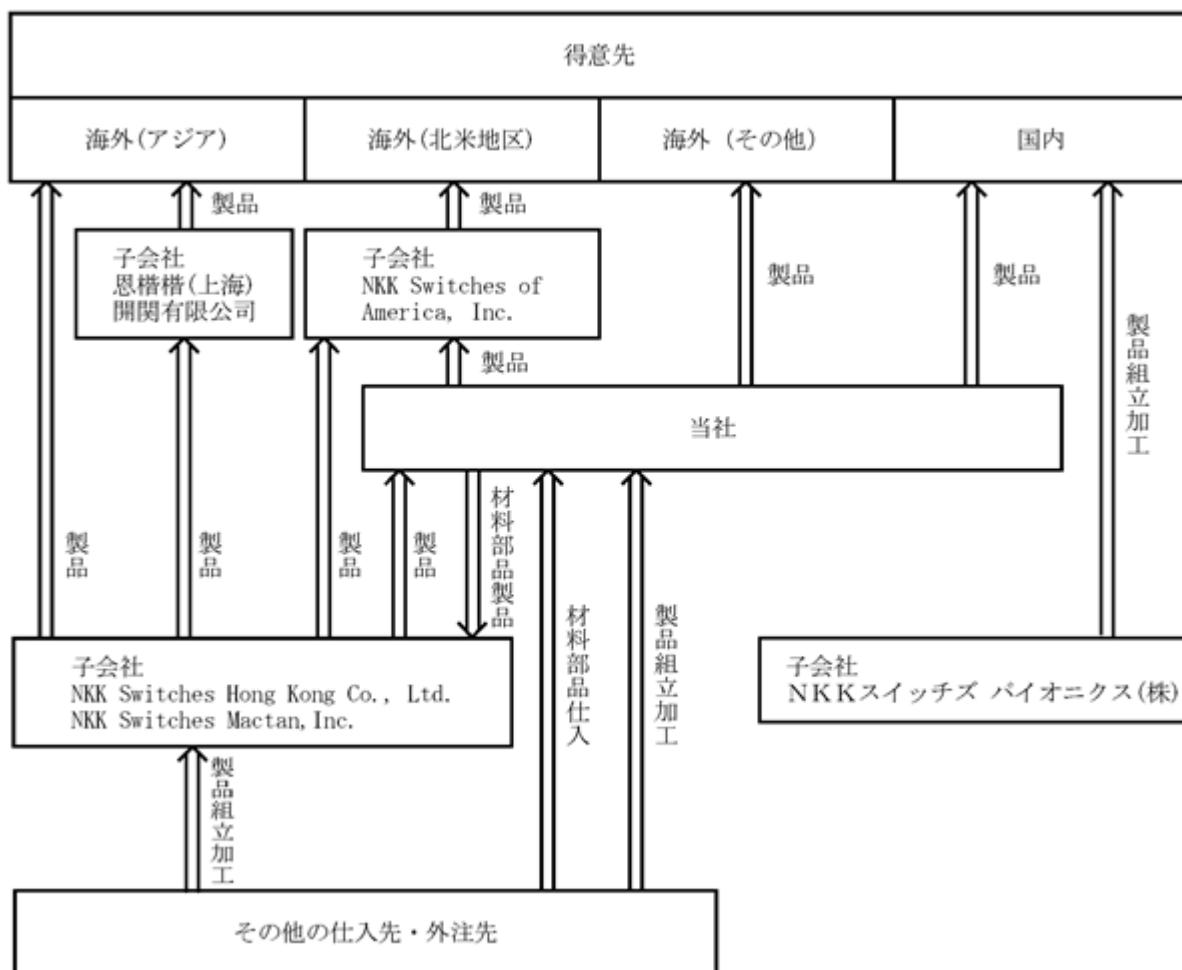 得意先
海外(アジア)
海外(北米地区)
海外 (その他)
国内
製品
製品
子会社
恩楷楷(上海)
開関有限公司
子会社
NKK Switches of
America, Inc.
製品
製品
製品組立加工
製品
当社
製品
製品
製品
製品
材料部品製品
材料部品仕入
製品組立加工
子会社
NKK Switches Hong Kong Co., Ltd.
NKK Switches Mactan,Inc.
子会社
NKKスイッチズ バイオニクス(株)
製品組立加工
その他の仕入先・外注先